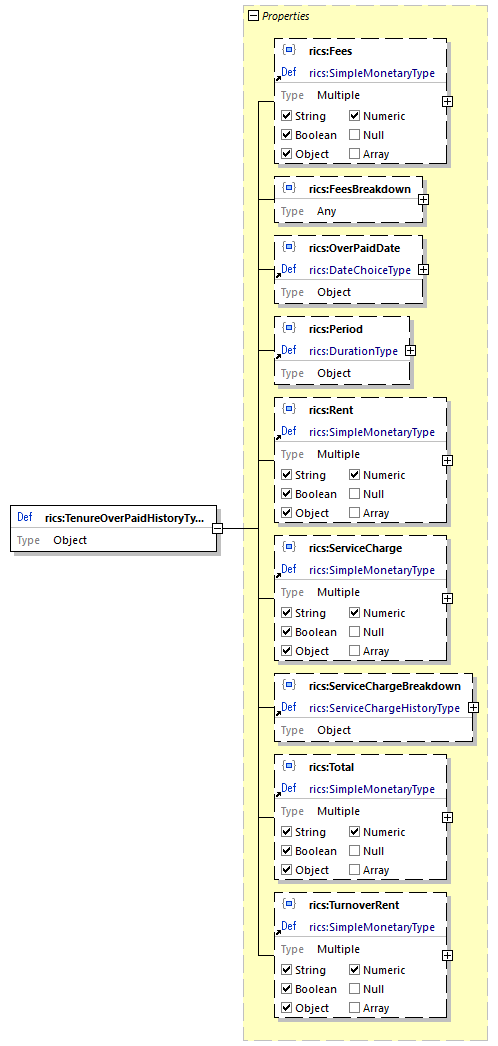 Properties
rics:Fees
Def rics:SimpleMonetaryType
Type Multiple
String Numeric
Boolean Null
Object Array
rics:FeesBreakdown
Type Any
rics:OverPaidDate
Def rics:DateChoiceType
Type Object
rics:Period
Def rics:DurationType
Type Object
rics:Rent
Def rics:SimpleMonetaryType
Type Multiple
String Numeric
Boolean Null
Object Array
Def rics:TenureOverPaidHistoryTy...
Type Object
rics:ServiceCharge
Def rics:SimpleMonetaryType
Type Multiple
String Numeric
Boolean Null
Object Array
rics:ServiceChargeBreakdown
Def rics:ServiceChargeHistoryType
Type Object
rics:Total
Def rics:SimpleMonetaryType
Type Multiple
String Numeric
Boolean Null
Object Array
rics:TurnoverRent
Def rics:SimpleMonetaryType
Type Multiple
String Numeric
Boolean Null
Object Array